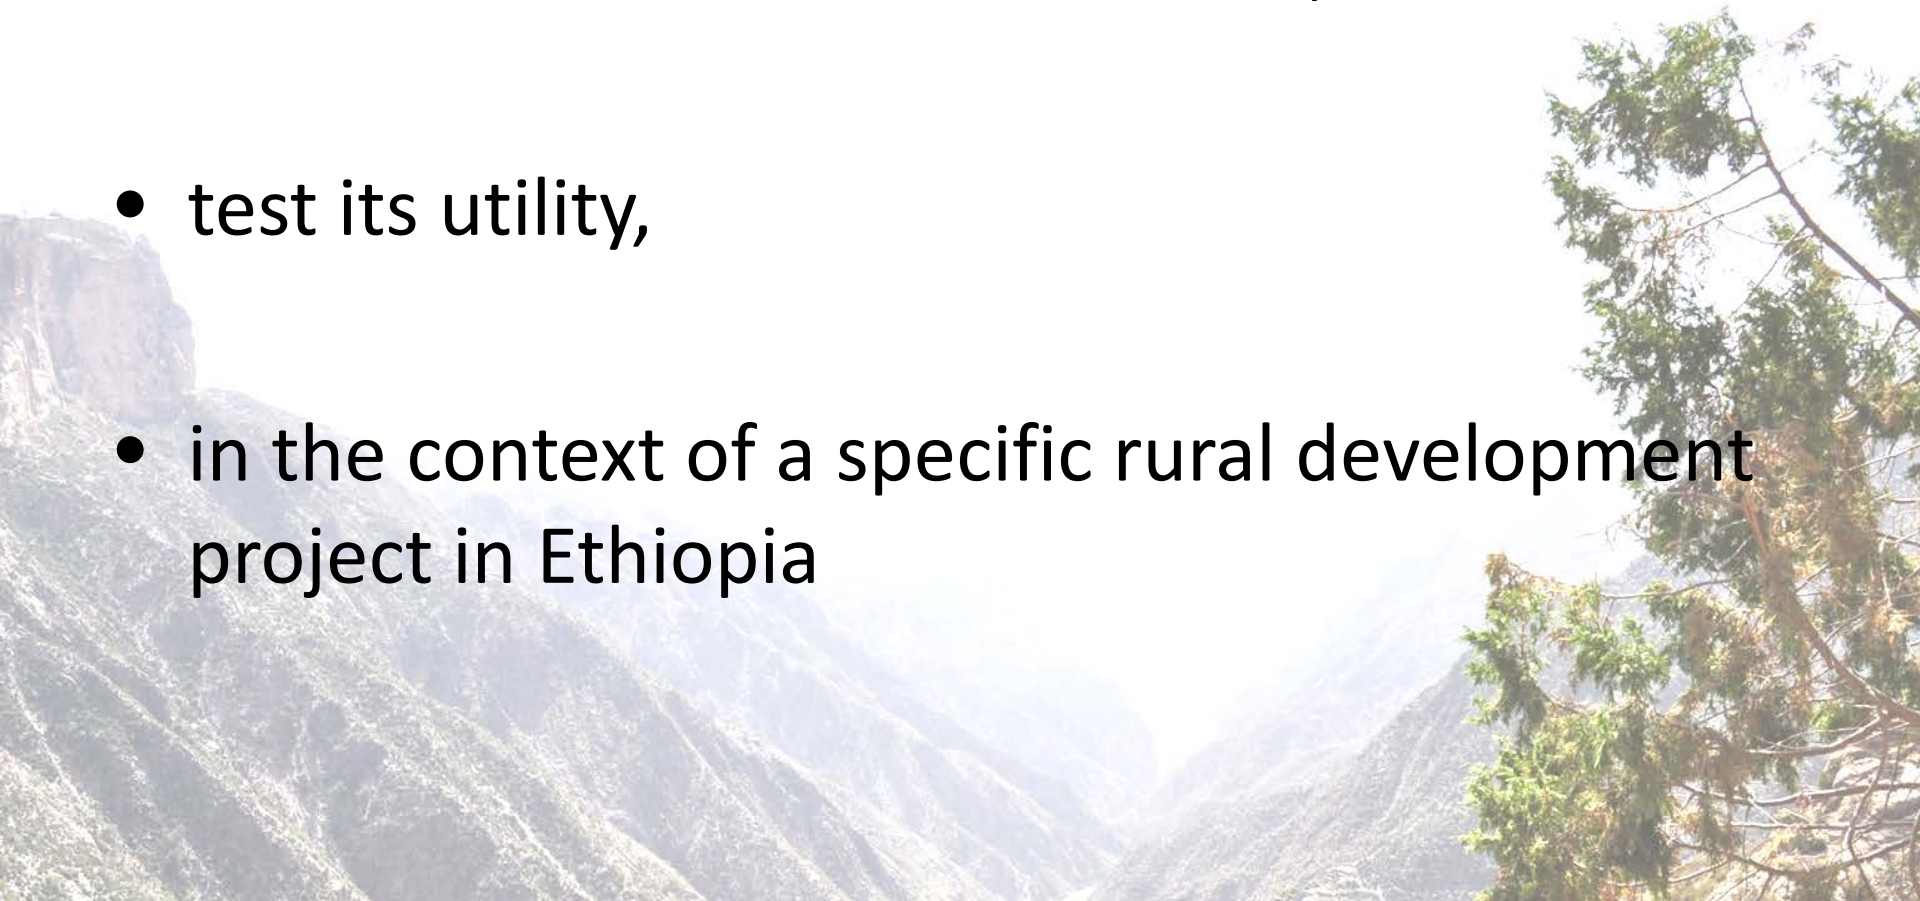 • test its utility,
• in the context of a specific rural development
project in Ethiopia